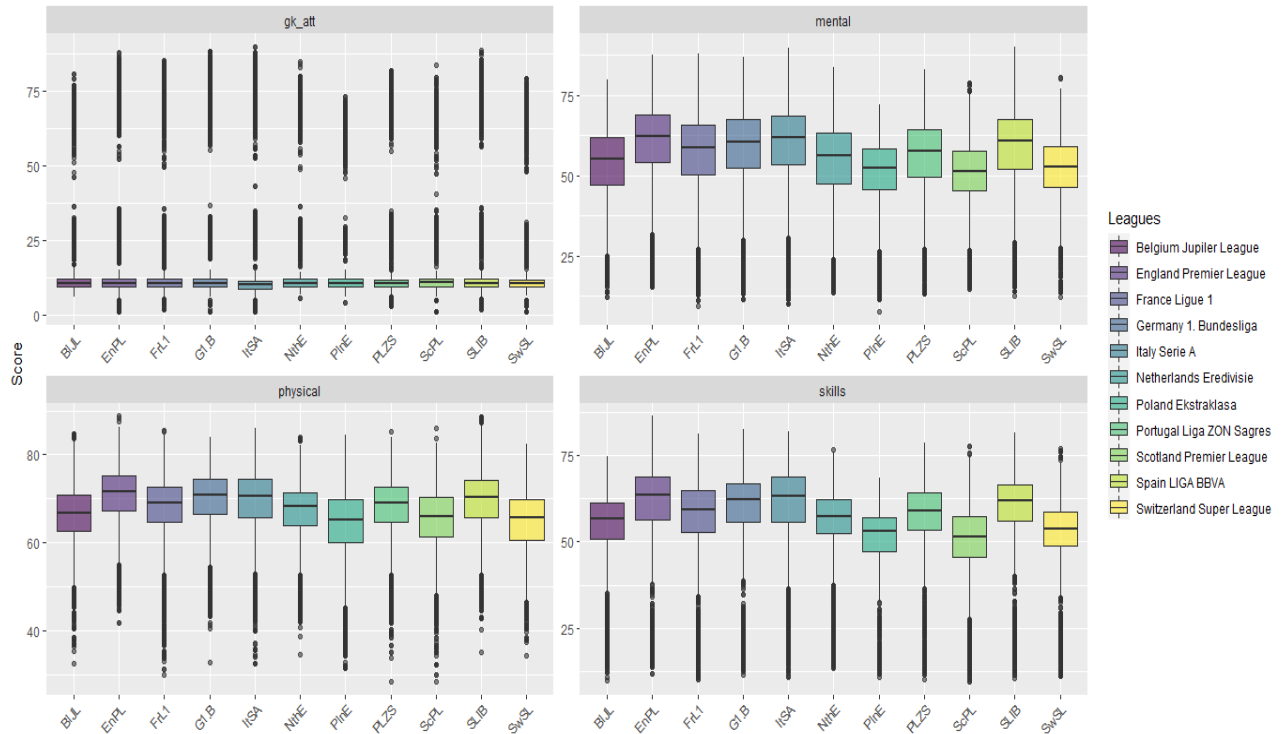 gk_att
mental
75
50
25
0
75
50
25
BlJL
EnPL
FrL1
G1.B
ItSA
NthE
PlnE
PLZS
ScPL
SLIB
SwSL
BlJL
EnPL
FrL1
G1.B
ItSA
NthE
PlnE
PLZS
ScPL
SLIB
SwSL
Score
physical
skills
80
60
40
75
50
25
BlJL
EnPL
FrL1
G1.B
ItSA
NthE
PlnE
PLZS
ScPL
SLIB
SwSL
BlJL
EnPL
FrL1
G1.B
ItSA
NthE
PlnE
PLZS
ScPL
SLIB
SwSL
Leagues
Belgium Jupiler League
England Premier League
France Ligue 1
Germany 1. Bundesliga
Italy Serie A
Netherlands Eredivisie
Poland Ekstraklasa
Portugal Liga ZON Sagres
Scotland Premier League
Spain LIGA BBVA
Switzerland Super League